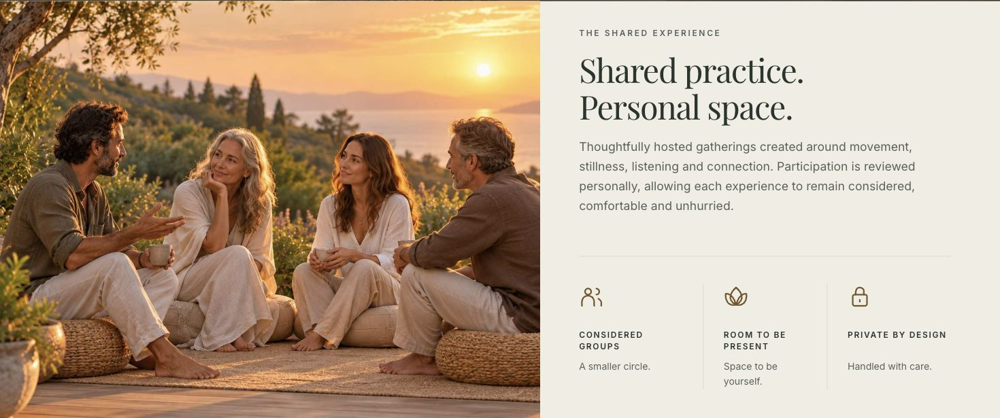 THE SHARED EXPERIENCE
Shared practice.
Personal space.
Thoughtfully hosted gatherings created around movement,
stillness, listening and connection. Participation is reviewed
personally, allowing each experience to remain considered,
comfortable and unhurried.
CONSIDERED
GROUPS
A smaller circle.
ROOM TO BE
PRESENT
Space to be
yourself.
PRIVATE BY DESIGN
Handled with care.